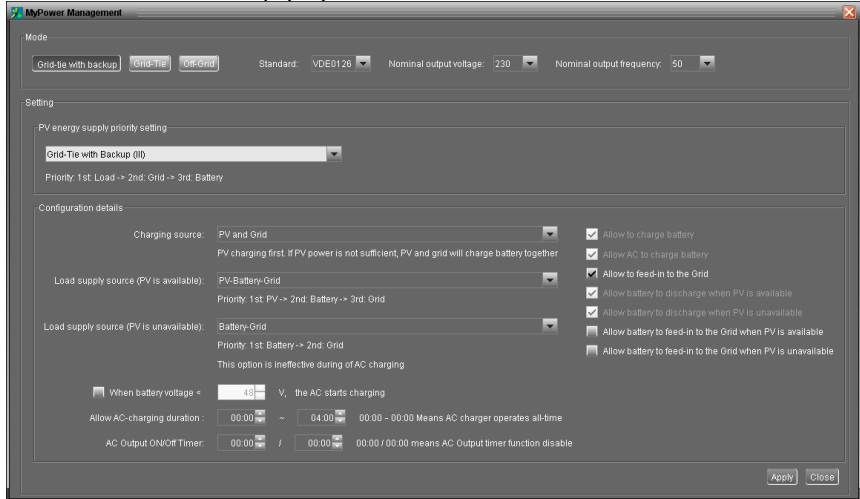 MyPower Management
Mode
Grid-tie with backup Grid-Tie Off-Grid Standard: VDE0126 Nominal output voltage: 230 Nominal output frequency: 50
Setting
PV energy supply priority setting
Grid-Tie with Backup (III)
Priority: 1st: Load -> 2nd: Grid -> 3rd: Battery
Configuration details
Charging source: PV and Grid
PV charging first. If PV power is not sufficient, PV and grid will charge battery together
Load supply source (PV is available): PV-Battery-Grid
Priority: 1st: PV -> 2nd: Battery -> 3rd: Grid
Load supply source (PV is unavailable): Battery-Grid
Priority: 1st: Battery -> 2nd: Grid
This option is ineffective during of AC charging
Allow to charge battery
Allow AC to charge battery
Allow to feed-in to the Grid
Allow battery to discharge when PV is available
Allow battery to discharge when PV is unavailable
Allow battery to feed-in to the Grid when PV is available
Allow battery to feed-in to the Grid when PV is unavailable
When battery voltage < 48 V, the AC starts charging
Allow AC-charging duration : 00:00 ~ 04:00 00:00 - 00:00 Means AC charger operates all-time
AC Output ON/Off Timer: 00:00 / 00:00 00:00 / 00:00 means AC Output timer function disable
Apply Close